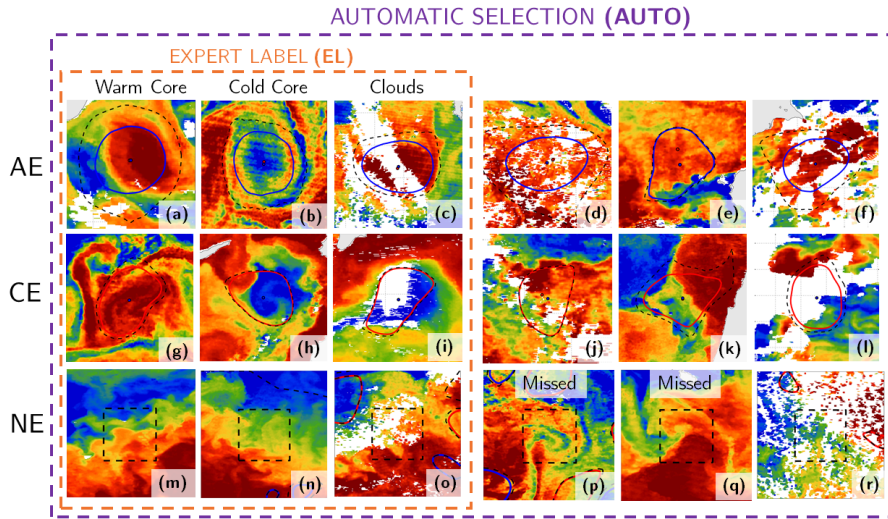 AUTOMATIC SELECTION (AUTO)
EXPERT LABEL (EL)
Warm Core Cold Core Clouds
AE
(a) (b) (c) (d) (e) (f)
CE
(g) (h) (i) (j) (k) (l)
Missed Missed
NE
(m) (n) (o) (p) (q) (r)